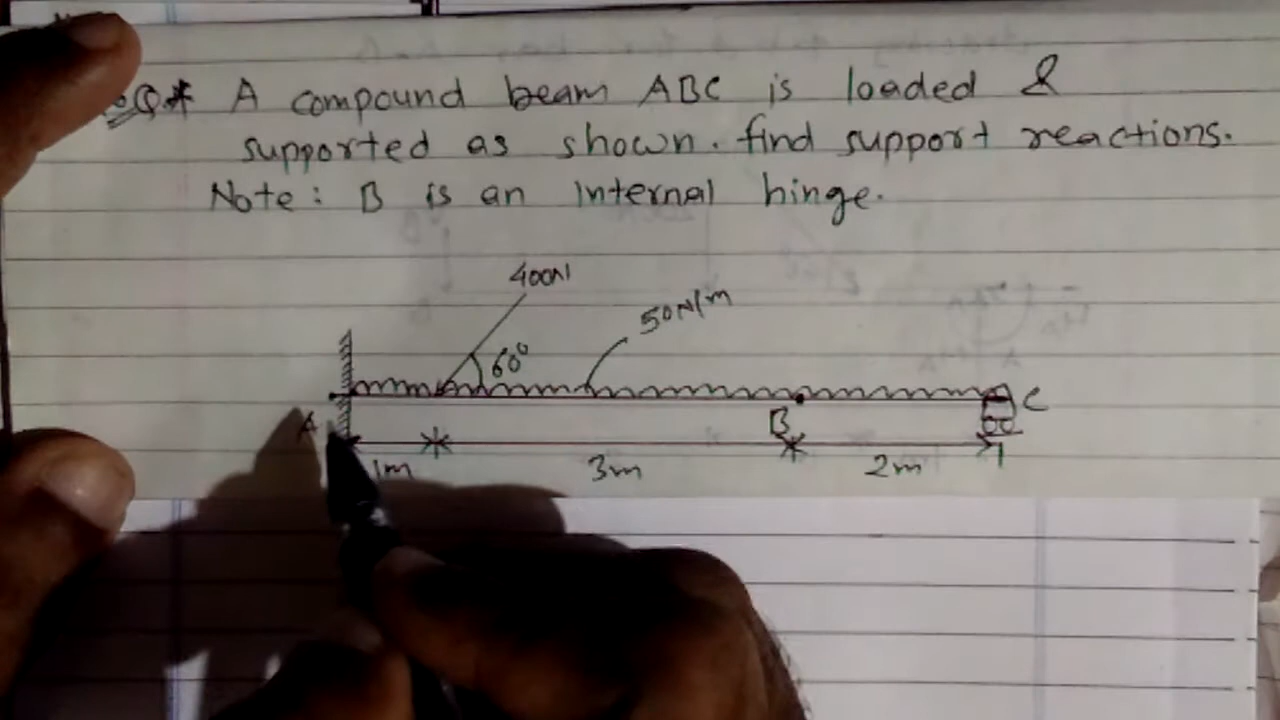 Q* A compound beam ABC is loaded &
supported as shown. find support reactions.
Note: B is an internal hinge.
400N
50N/m
60°
C
A
B
1m
3m
2m